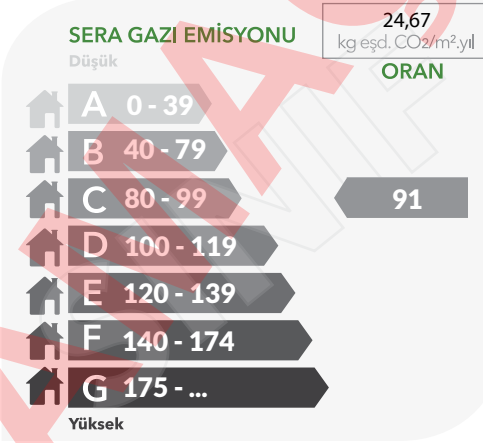 SERA GAZI EMİSYONU
24,67
kg eşd. CO2/m².yıl
Düşük
ORAN
A 0 - 39
B 40 - 79
C 80 - 99
91
D 100 - 119
E 120 - 139
F 140 - 174
G 175 - ...
Yüksek